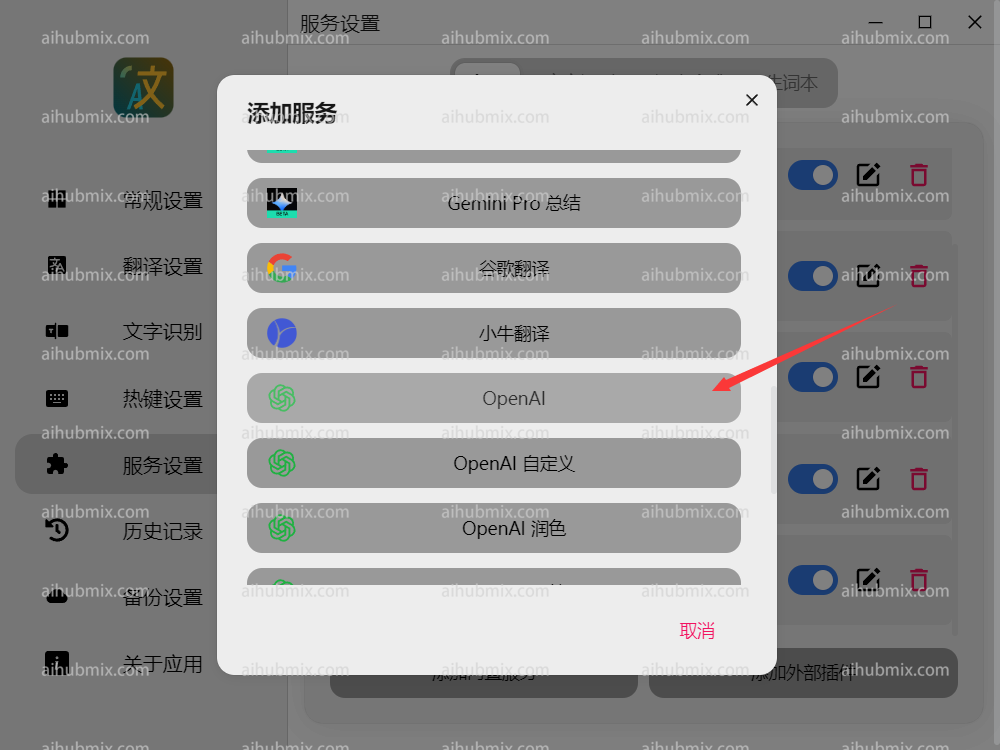 服务设置
添加服务
Gemini Pro 总结
谷歌翻译
小牛翻译
OpenAI
OpenAI 自定义
OpenAI 润色
取消
常规设置
翻译设置
文字识别
热键设置
服务设置
历史记录
备份设置
关于应用
生词本
添加内置服务
添加外部插件
aihubmix.com